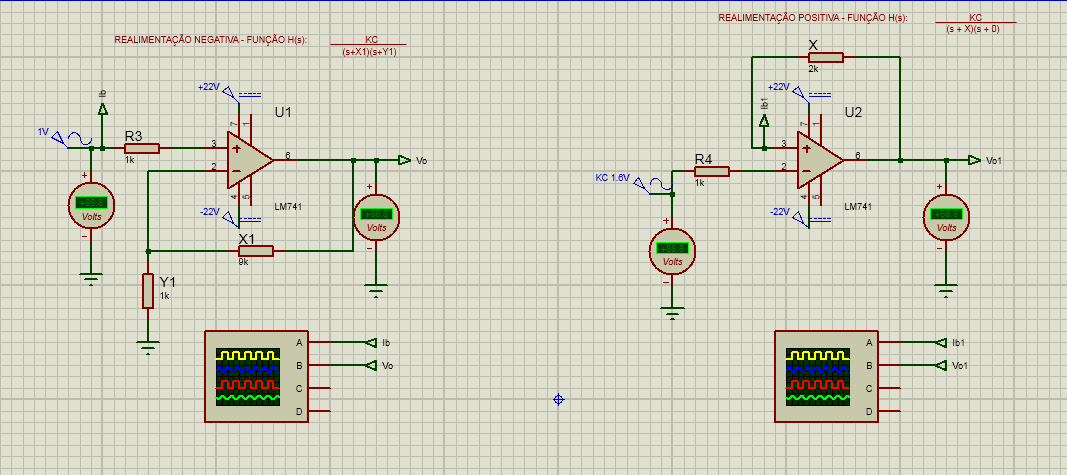 REALIMENTAÇÃO NEGATIVA - FUNÇÃO H(s):
KC
(s+X1)(s+Y1)
+22V
U1
Ib
1V
R3
1k
3
2
7
1
6
4
5
Vo
LM741
-22V
+
Volts
-
+
Volts
-
X1
9k
Y1
1k
A
B
C
D
Ib
Vo
REALIMENTAÇÃO POSITIVA - FUNÇÃO H(s):
KC
(s + X)(s + 0)
X
2k
+22V
U2
Ib1
R4
1k
KC 1.6V
3
2
7
1
6
4
5
Vo1
LM741
-22V
+
Volts
-
+
Volts
-
A
B
C
D
Ib1
Vo1